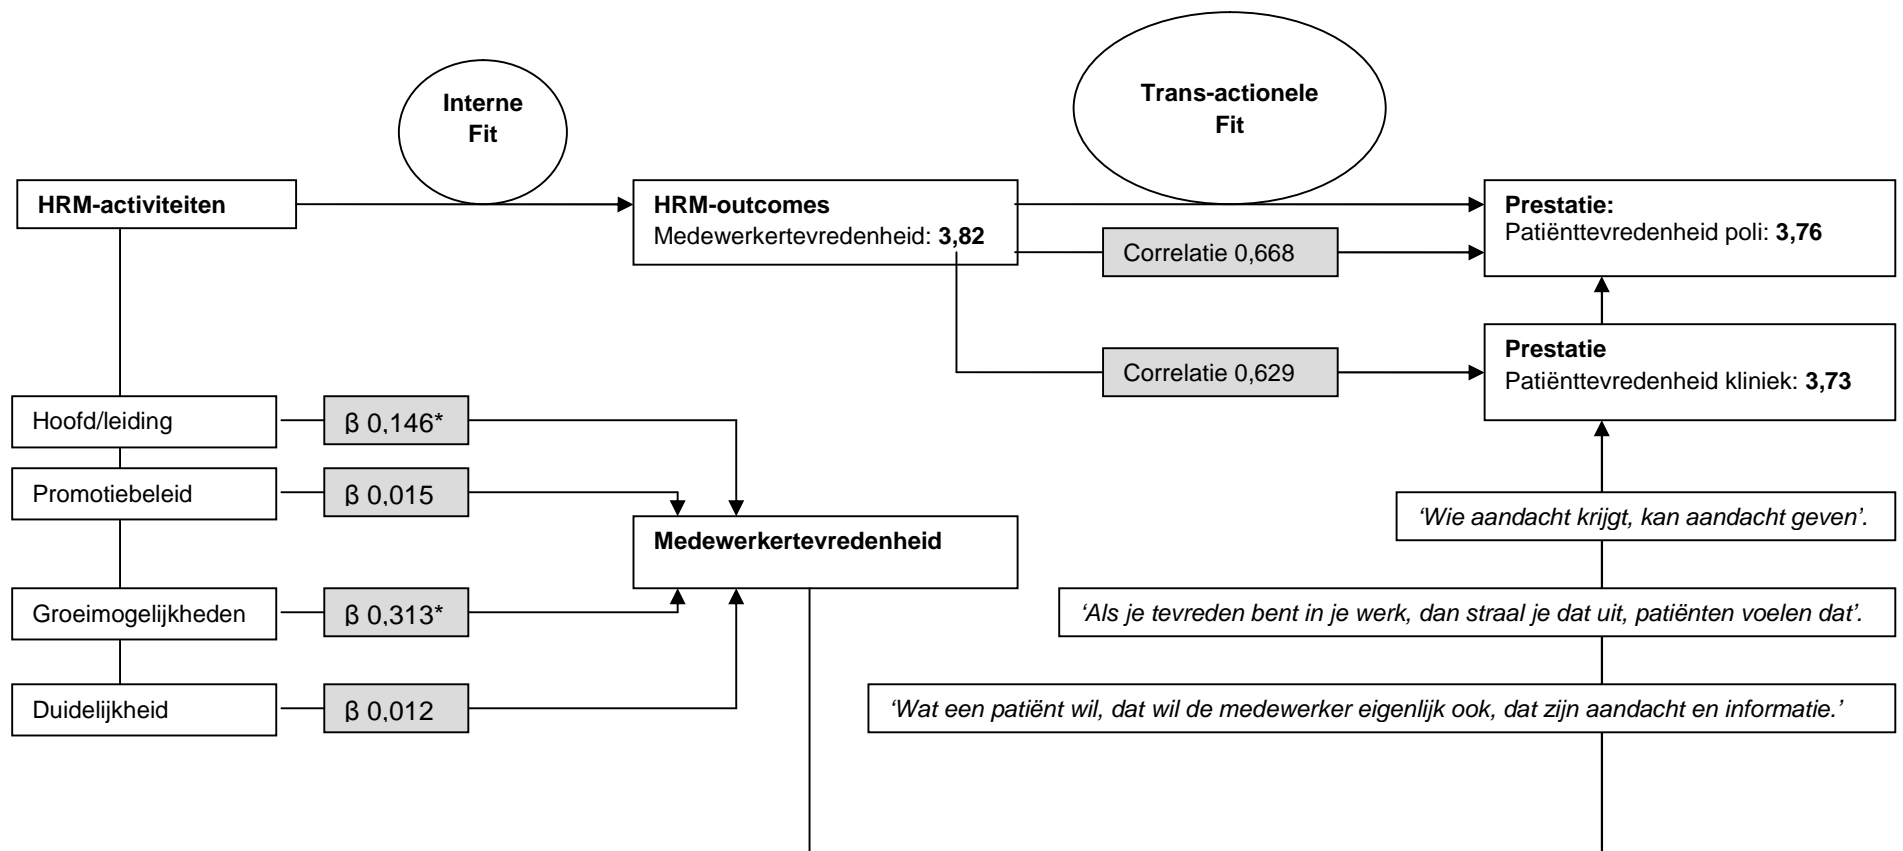 Interne
Fit
Trans-actionele
Fit
HRM-activiteiten
HRM-outcomes
Medewerkertevredenheid: 3,82
Prestatie:
Patiënttevredenheid poli: 3,76
Correlatie 0,668
Prestatie
Patiënttevredenheid kliniek: 3,73
Correlatie 0,629
Hoofd/leiding
ß 0,146*
Promotiebeleid
ß 0,015
Medewerkertevredenheid
Groeimogelijkheden
ß 0,313*
Duidelijkheid
ß 0,012
‘Wie aandacht krijgt, kan aandacht geven’.
‘Als je tevreden bent in je werk, dan straal je dat uit, patiënten voelen dat’.
‘Wat een patiënt wil, dat wil de medewerker eigenlijk ook, dat zijn aandacht en informatie.’